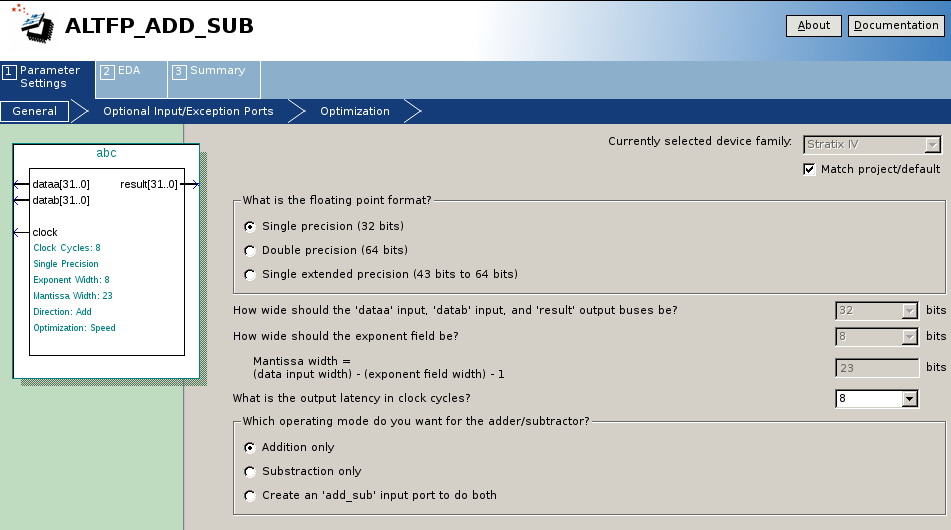 ALTFP_ADD_SUB
About
Documentation
1 Parameter
Settings
2 EDA
3 Summary
General
Optional Input/Exception Ports
Optimization
abc
dataa[31..0]
result[31..0]
datab[31..0]
clock
Clock Cycles: 8
Single Precision
Exponent Width: 8
Mantissa Width: 23
Direction: Add
Optimization: Speed
Currently selected device family:
Stratix IV
Match project/default
What is the floating point format?
Single precision (32 bits)
Double precision (64 bits)
Single extended precision (43 bits to 64 bits)
How wide should the 'dataa' input, 'datab' input, and 'result' output buses be?
32
bits
How wide should the exponent field be?
8
bits
Mantissa width =
(data input width) - (exponent field width) - 1
23
bits
What is the output latency in clock cycles?
8
Which operating mode do you want for the adder/subtractor?
Addition only
Substraction only
Create an 'add_sub' input port to do both